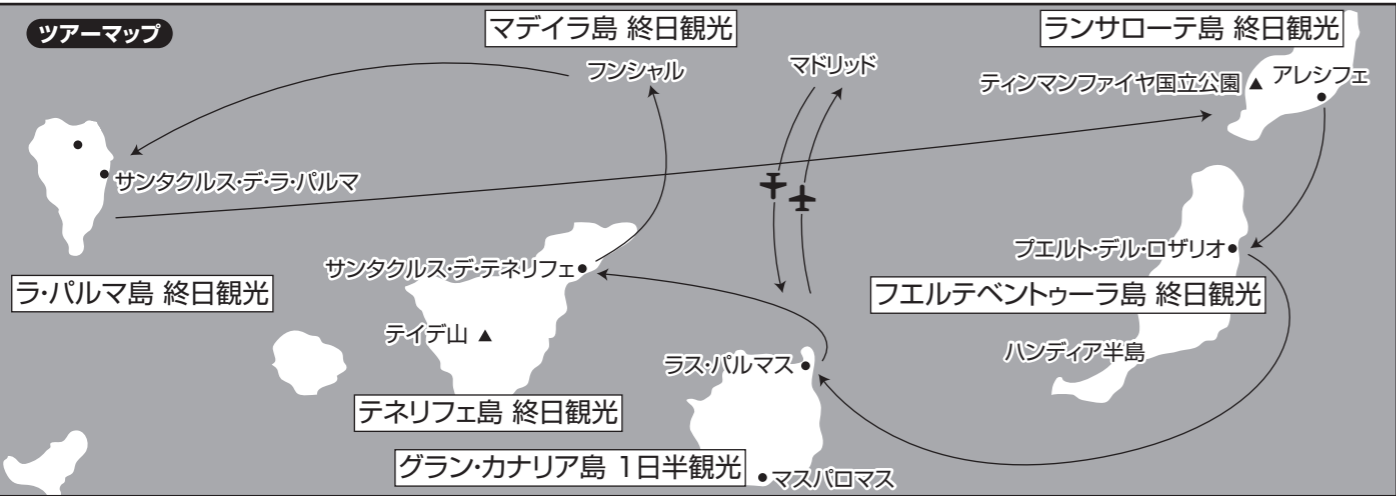 ツアーマップ
マデイラ島 終日観光
ランサローテ島 終日観光
フンシャル
マドリッド
ティンマンファイヤ国立公園
アレシフェ
サンタクルス・デ・ラ・パルマ
プエルト・デル・ロザリオ
サンタクルス・デ・テネリフェ
ラ・パルマ島 終日観光
フエルテベントゥーラ島 終日観光
テイデ山
ハンディア半島
ラス・パルマス
テネリフェ島 終日観光
グラン・カナリア島 1日半観光
マスパロマス